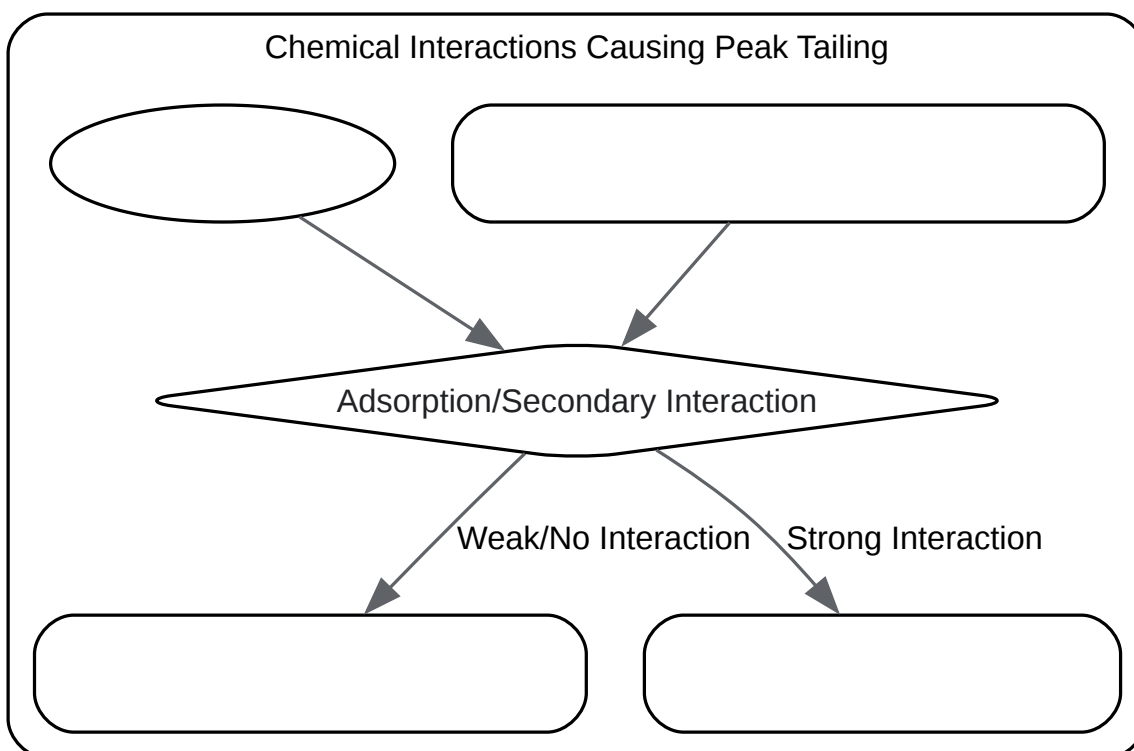 Chemical Interactions Causing Peak Tailing
Adsorption/Secondary Interaction
Weak/No Interaction
Strong Interaction